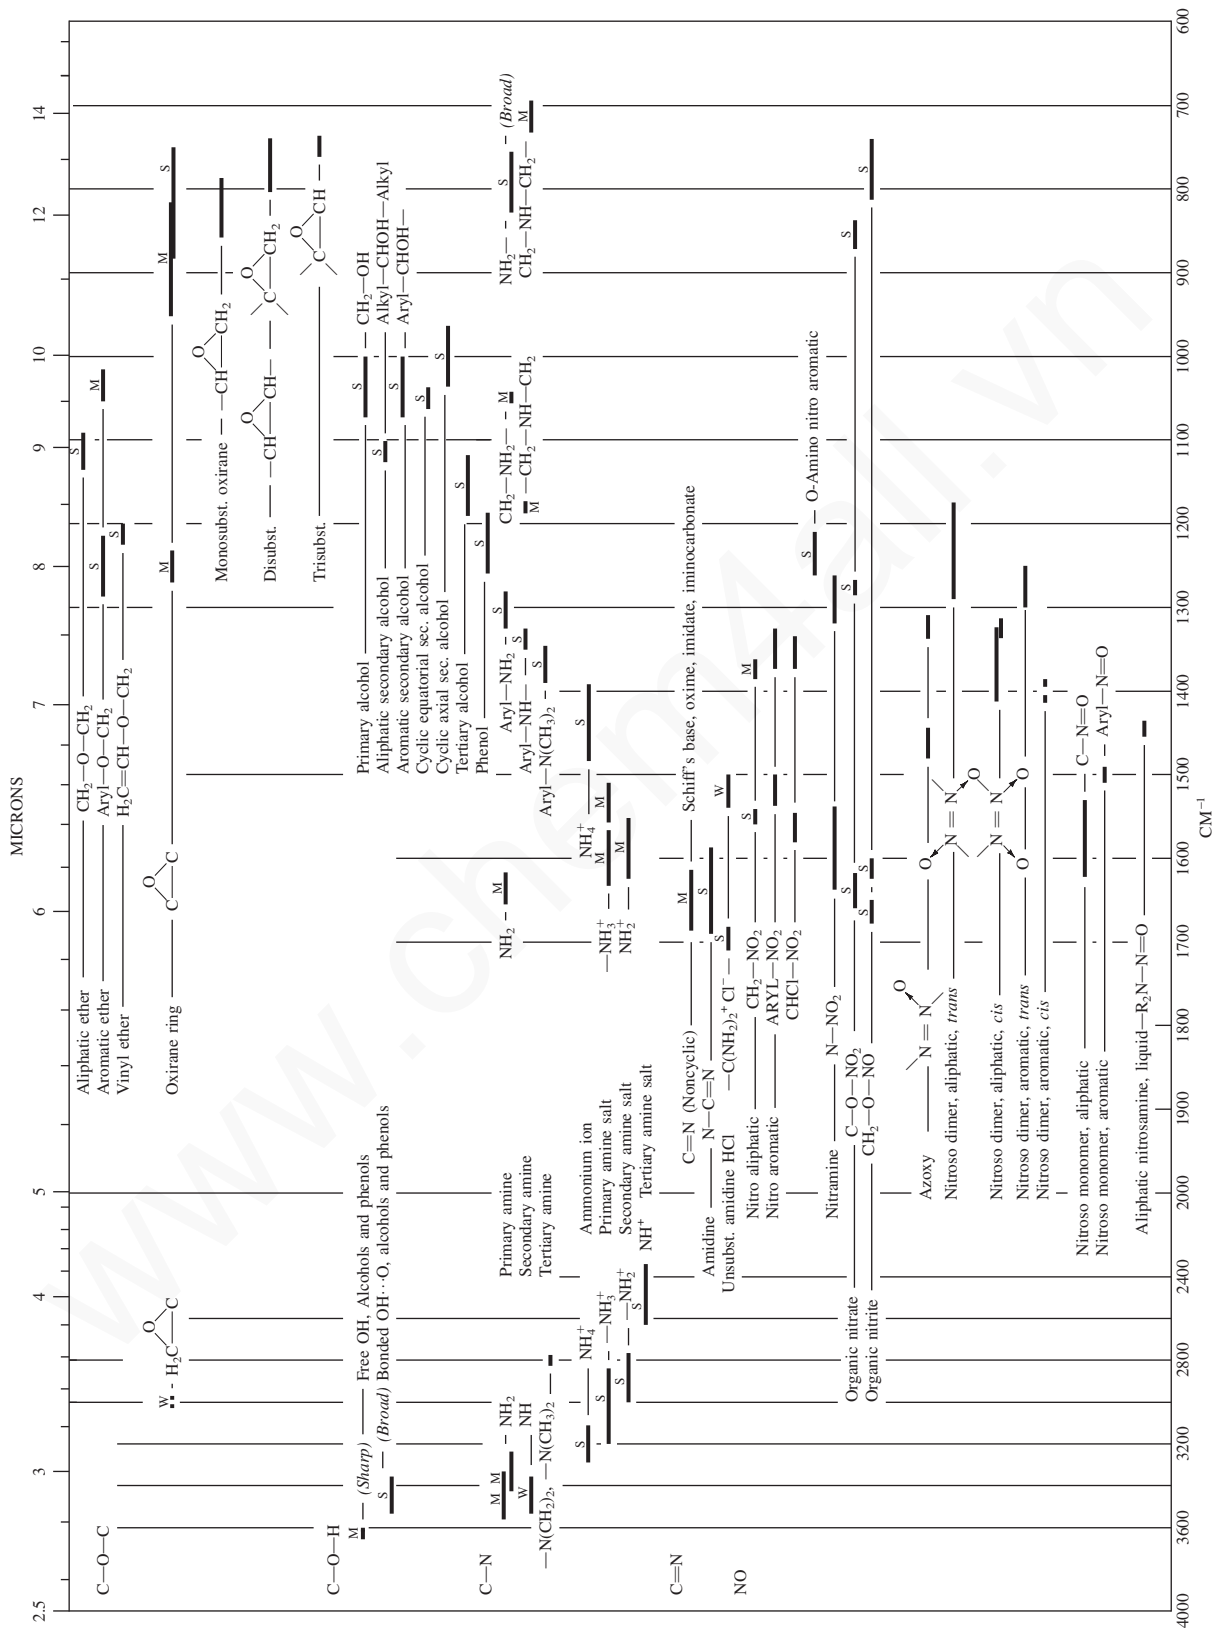 MICRONS
2.5 3 4 5 6 7 8 9 10 12 14
C—O—C
Aliphatic ether
CH₂—O—CH₂
S
Aromatic ether
Aryl—O—CH₂
S
M
Vinyl ether
H₂C=CH—O—CH₂
S
W
H₂C
O
C
Oxirane ring
C
O
C
M
M
S
Monosubst. oxirane
—CH
O
CH₂
Disubst.
—CH
O
CH—
C
O
CH₂
Trisubst.
C
O
CH
C—O—H
M
(Sharp)
Free OH, Alcohols and phenols
S
(Broad) Bonded OH···O, alcohols and phenols
Primary alcohol
S
CH₂—OH
Aliphatic secondary alcohol
S
Alkyl—CHOH—Alkyl
Aromatic secondary alcohol
S
Aryl—CHOH—
Cyclic equatorial sec. alcohol
S
Cyclic axial sec. alcohol
S
Tertiary alcohol
S
Phenol
S
C—N
M M
NH₂
Primary amine
NH₂
M
Aryl—NH₂
S
CH₂—NH₂
M
NH₂
S
(Broad)
W
NH
Secondary amine
Aryl—NH
S
M
CH₂—NH—CH₂
CH₂—NH—CH₂
M
—N(CH₂)₂, —N(CH₃)₂
Tertiary amine
Aryl—N(CH₃)₂
S
S
NH₄⁺
Ammonium ion
NH₄⁺
S
S
—NH₃⁺
Primary amine salt
—NH₃⁺
M
M
S
—NH₂⁺
Secondary amine salt
NH₂⁺
M
S
NH⁺
Tertiary amine salt
C=N
C=N (Noncyclic)
M
Schiff's base, oxime, imidate, iminocarbonate
Amidine
N—C=N
S
Unsubst. amidine HCl
—C(NH₂)₂⁺ Cl⁻
S
W
NO
Nitro aliphatic
CH₂—NO₂
S
M
Nitro aromatic
ARYL—NO₂
CHCl—NO₂
S
O-Amino nitro aromatic
Nitramine
N—NO₂
Organic nitrate
C—O—NO₂
S
S
S
Organic nitrite
CH₂—O—NO
S
S
Azoxy
N=N
O
Nitroso dimer, aliphatic, trans
O
N=N
O
Nitroso dimer, aliphatic, cis
Nitroso dimer, aromatic, trans
O
N=N
O
Nitroso dimer, aromatic, cis
Nitroso monomer, aliphatic
C—N=O
Nitroso monomer, aromatic
Aryl—N=O
Aliphatic nitrosamine, liquid—R₂N—N=O
4000 3600 3200 2800 2400 2000 1900 1800 1700 1600 1500 1400 1300 1200 1100 1000 900 800 700 600
CM⁻¹
www.chem4all.vn